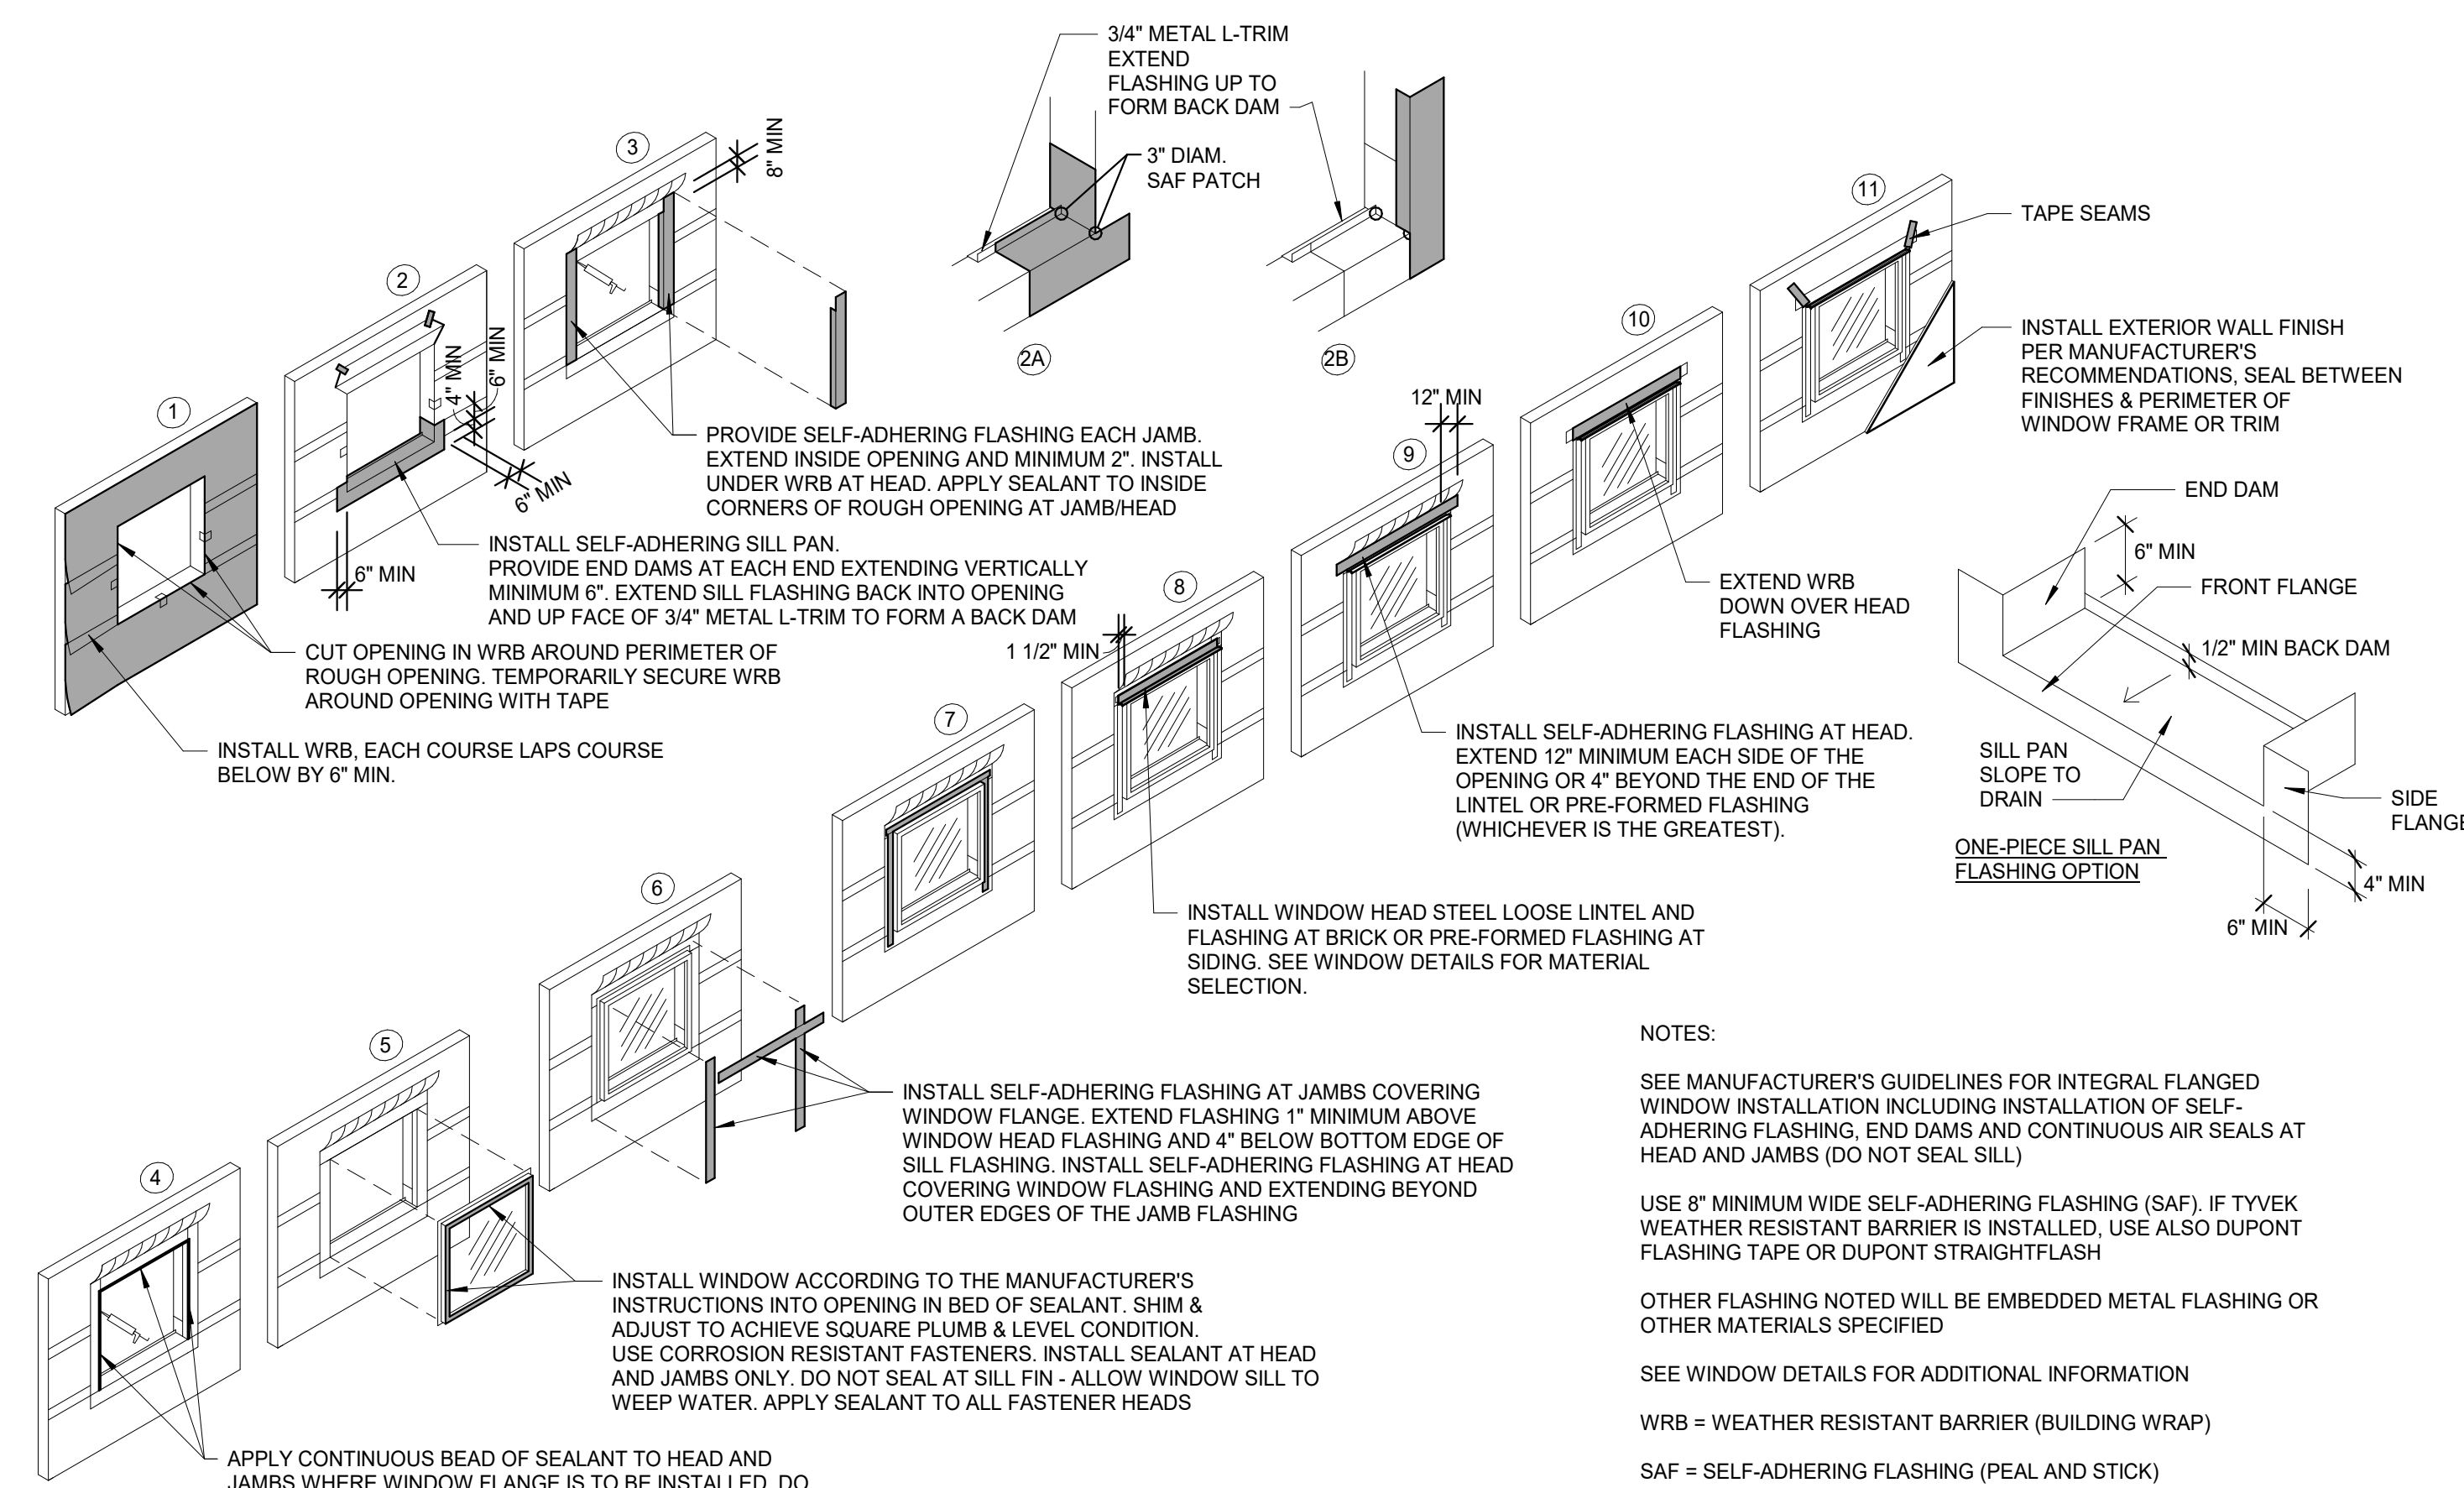 1
CUT OPENING IN WRB AROUND PERIMETER OF
ROUGH OPENING. TEMPORARILY SECURE WRB
AROUND OPENING WITH TAPE
INSTALL WRB, EACH COURSE LAPS COURSE
BELOW BY 6" MIN.
2
4" MIN
6" MIN
6" MIN
6" MIN
INSTALL SELF-ADHERING SILL PAN.
PROVIDE END DAMS AT EACH END EXTENDING VERTICALLY
MINIMUM 6". EXTEND SILL FLASHING BACK INTO OPENING
AND UP FACE OF 3/4" METAL L-TRIM TO FORM A BACK DAM
3
8" MIN
PROVIDE SELF-ADHERING FLASHING EACH JAMB.
EXTEND INSIDE OPENING AND MINIMUM 2". INSTALL
UNDER WRB AT HEAD. APPLY SEALANT TO INSIDE
CORNERS OF ROUGH OPENING AT JAMB/HEAD
3/4" METAL L-TRIM
EXTEND
FLASHING UP TO
FORM BACK DAM
3" DIAM.
SAF PATCH
2A
2B
4
APPLY CONTINUOUS BEAD OF SEALANT TO HEAD AND
JAMBS WHERE WINDOW FLANGE IS TO BE INSTALLED. DO
5
INSTALL WINDOW ACCORDING TO THE MANUFACTURER'S
INSTRUCTIONS INTO OPENING IN BED OF SEALANT. SHIM &
ADJUST TO ACHIEVE SQUARE PLUMB & LEVEL CONDITION.
USE CORROSION RESISTANT FASTENERS. INSTALL SEALANT AT HEAD
AND JAMBS ONLY. DO NOT SEAL AT SILL FIN - ALLOW WINDOW SILL TO
WEEP WATER. APPLY SEALANT TO ALL FASTENER HEADS
6
INSTALL SELF-ADHERING FLASHING AT JAMBS COVERING
WINDOW FLANGE. EXTEND FLASHING 1" MINIMUM ABOVE
WINDOW HEAD FLASHING AND 4" BELOW BOTTOM EDGE OF
SILL FLASHING. INSTALL SELF-ADHERING FLASHING AT HEAD
COVERING WINDOW FLASHING AND EXTENDING BEYOND
OUTER EDGES OF THE JAMB FLASHING
7
8
1 1/2" MIN
INSTALL WINDOW HEAD STEEL LOOSE LINTEL AND
FLASHING AT BRICK OR PRE-FORMED FLASHING AT
SIDING. SEE WINDOW DETAILS FOR MATERIAL
SELECTION.
9
12" MIN
INSTALL SELF-ADHERING FLASHING AT HEAD.
EXTEND 12" MINIMUM EACH SIDE OF THE
OPENING OR 4" BEYOND THE END OF THE
LINTEL OR PRE-FORMED FLASHING
(WHICHEVER IS THE GREATEST).
10
EXTEND WRB
DOWN OVER HEAD
FLASHING
11
TAPE SEAMS
INSTALL EXTERIOR WALL FINISH
PER MANUFACTURER'S
RECOMMENDATIONS, SEAL BETWEEN
FINISHES & PERIMETER OF
WINDOW FRAME OR TRIM
END DAM
6" MIN
FRONT FLANGE
1/2" MIN BACK DAM
SILL PAN
SLOPE TO
DRAIN
SIDE
FLANGE
4" MIN
6" MIN
ONE-PIECE SILL PAN
FLASHING OPTION
NOTES:
SEE MANUFACTURER'S GUIDELINES FOR INTEGRAL FLANGED
WINDOW INSTALLATION INCLUDING INSTALLATION OF SELF-
ADHERING FLASHING, END DAMS AND CONTINUOUS AIR SEALS AT
HEAD AND JAMBS (DO NOT SEAL SILL)
USE 8" MINIMUM WIDE SELF-ADHERING FLASHING (SAF). IF TYVEK
WEATHER RESISTANT BARRIER IS INSTALLED, USE ALSO DUPONT
FLASHING TAPE OR DUPONT STRAIGHTFLASH
OTHER FLASHING NOTED WILL BE EMBEDDED METAL FLASHING OR
OTHER MATERIALS SPECIFIED
SEE WINDOW DETAILS FOR ADDITIONAL INFORMATION
WRB = WEATHER RESISTANT BARRIER (BUILDING WRAP)
SAF = SELF-ADHERING FLASHING (PEAL AND STICK)